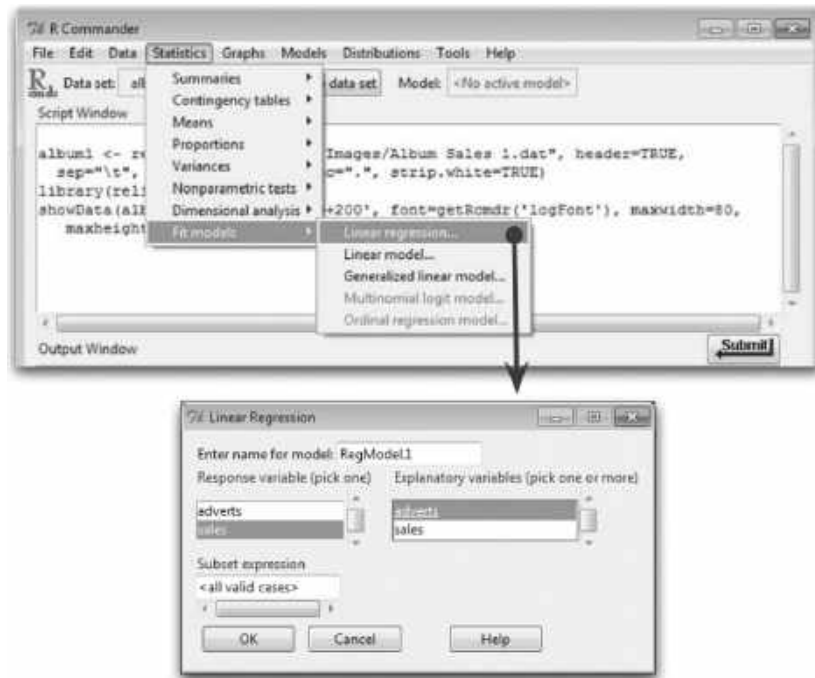 R Commander
File Edit Data Statistics Graphs Models Distributions Tools Help
R Data set: alb data set Model: <No active model>
Script Window
Summaries
Contingency tables
Means
Proportions
Variances
Nonparametric tests
Dimensional analysis
Fit models
album1 <- re Images/Album Sales 1.dat", header=TRUE,
sep="\t", c=".", strip.white=TRUE)
library(reli
showData(alb +200', font=getRcmdr('logFont'), maxwidth=80,
maxheight
Linear regression...
Linear model...
Generalized linear model...
Multinomial logit model...
Ordinal regression model...
Output Window
Submit
Linear Regression
Enter name for model: RegModel.1
Response variable (pick one) Explanatory variables (pick one or more)
adverts adverts
sales sales
Subset expression
<all valid cases>
OK Cancel Help